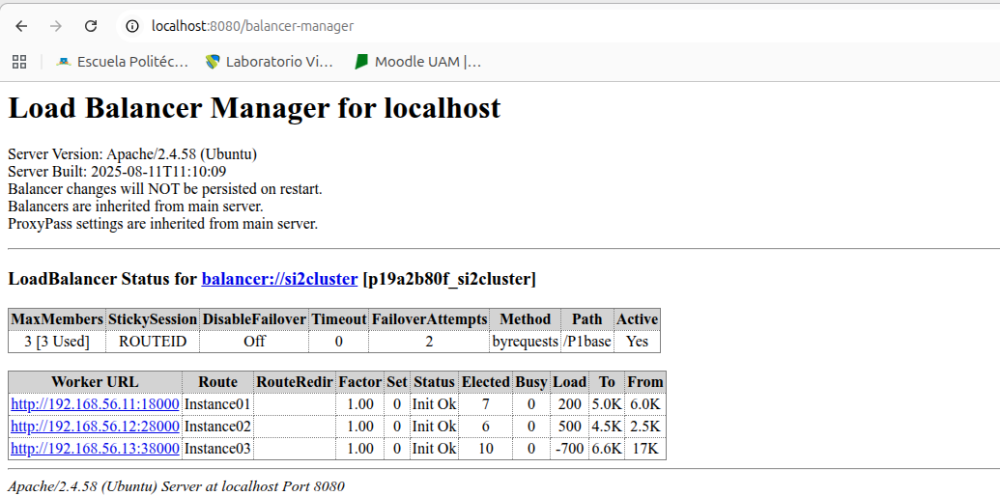 localhost:8080/balancer-manager
Escuela Politéc... Laboratorio Vi... Moodle UAM |...
Load Balancer Manager for localhost
Server Version: Apache/2.4.58 (Ubuntu)
Server Built: 2025-08-11T11:10:09
Balancer changes will NOT be persisted on restart.
Balancers are inherited from main server.
ProxyPass settings are inherited from main server.
LoadBalancer Status for balancer://si2cluster [p19a2b80f_si2cluster]
MaxMembers StickySession DisableFailover Timeout FailoverAttempts Method Path Active
3 [3 Used] ROUTEID Off 0 2 byrequests /P1base Yes
Worker URL Route RouteRedir Factor Set Status Elected Busy Load To From
http://192.168.56.11:18000 Instance01 1.00 0 Init Ok 7 0 200 5.0K 6.0K
http://192.168.56.12:28000 Instance02 1.00 0 Init Ok 6 0 500 4.5K 2.5K
http://192.168.56.13:38000 Instance03 1.00 0 Init Ok 10 0 -700 6.6K 17K
Apache/2.4.58 (Ubuntu) Server at localhost Port 8080